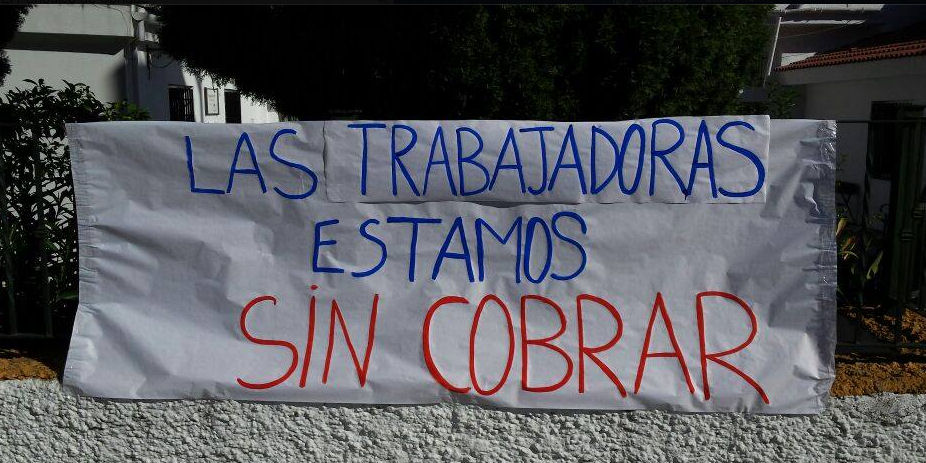 LAS TRABAJADORAS
ESTAMOS
SiN COBRAR